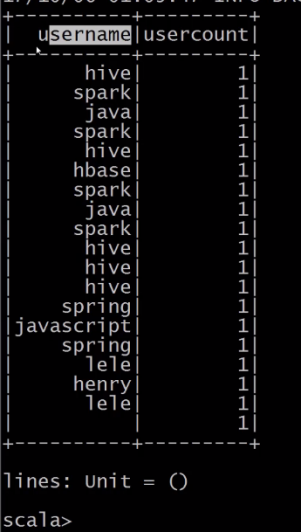 +----------+---------+
|  username|usercount|
+----------+---------+
|      hive|        1|
|     spark|        1|
|      java|        1|
|     spark|        1|
|      hive|        1|
|     hbase|        1|
|     spark|        1|
|      java|        1|
|     spark|        1|
|      hive|        1|
|      hive|        1|
|      hive|        1|
|    spring|        1|
|javascript|        1|
|    spring|        1|
|      lele|        1|
|     henry|        1|
|      lele|        1|
|          |        1|
+----------+---------+
lines: Unit = ()
scala>